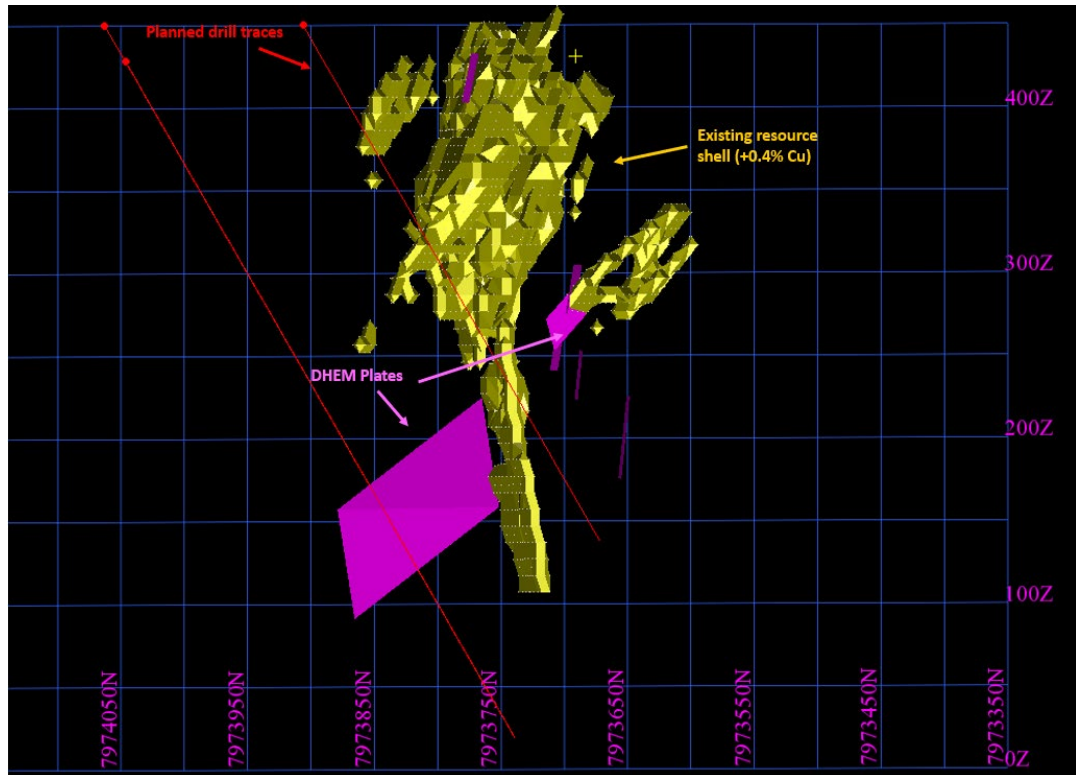 Planned drill traces
400Z
Existing resource
shell (+0.4% Cu)
300Z
DHEM Plates
200Z
100Z
7974050N
7973950N
7973850N
7973750N
7973650N
7973550N
7973450N
7973350N
0Z